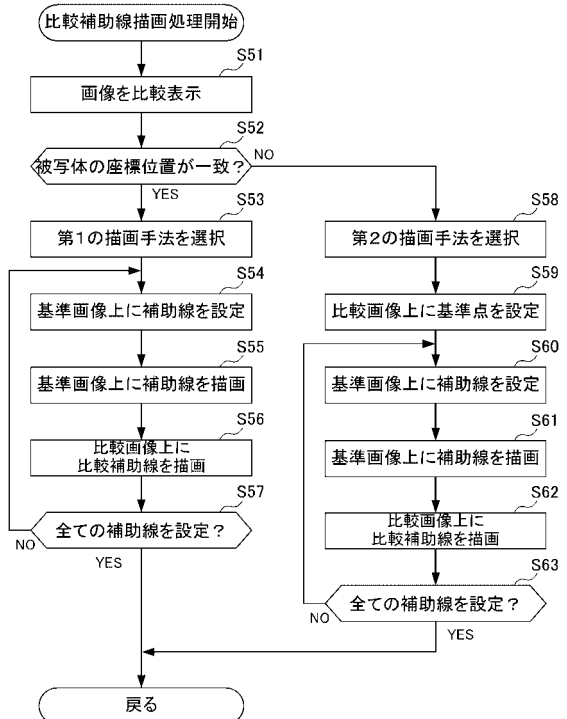 比較補助線描画処理開始
S51
画像を比較表示
S52
被写体の座標位置が一致？
NO
YES
S53
第1の描画手法を選択
S54
基準画像上に補助線を設定
S55
基準画像上に補助線を描画
S56
比較画像上に
比較補助線を描画
S57
全ての補助線を設定？
NO
YES
S58
第2の描画手法を選択
S59
比較画像上に基準点を設定
S60
基準画像上に補助線を設定
S61
基準画像上に補助線を描画
S62
比較画像上に
比較補助線を描画
S63
全ての補助線を設定？
NO
YES
戻る